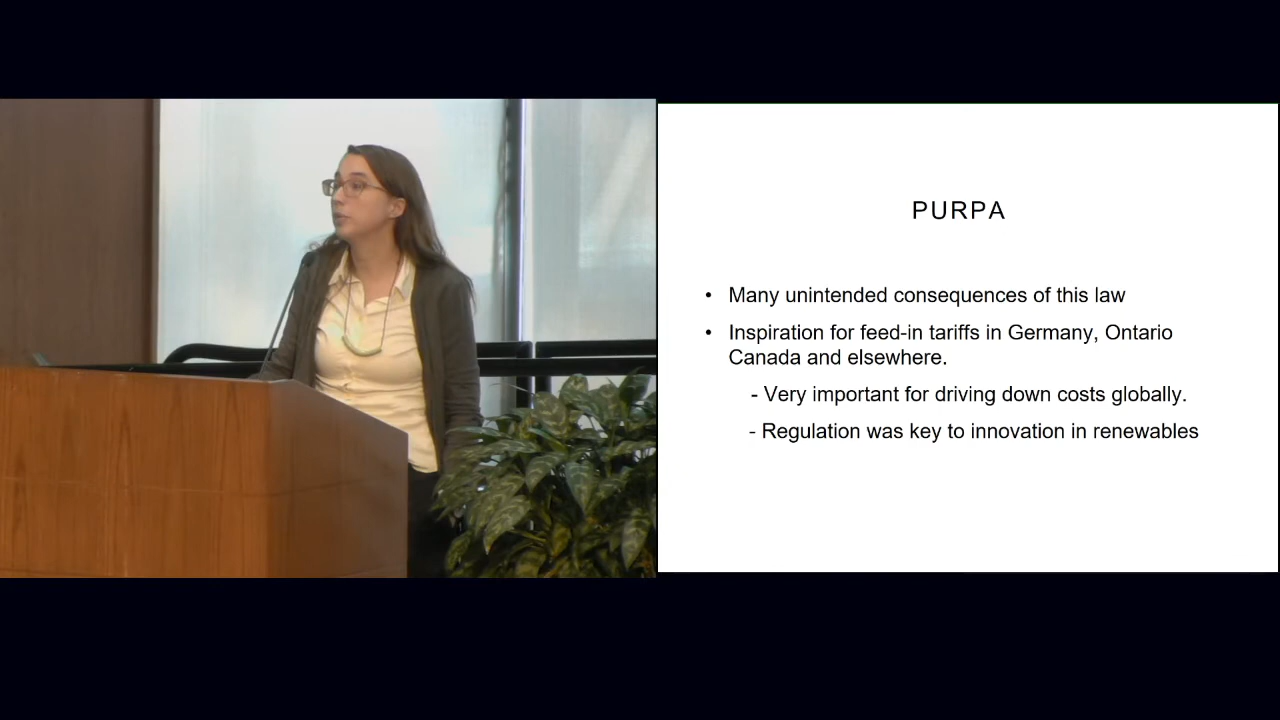 PURPA
• Many unintended consequences of this law
• Inspiration for feed-in tariffs in Germany, Ontario
Canada and elsewhere.
- Very important for driving down costs globally.
- Regulation was key to innovation in renewables